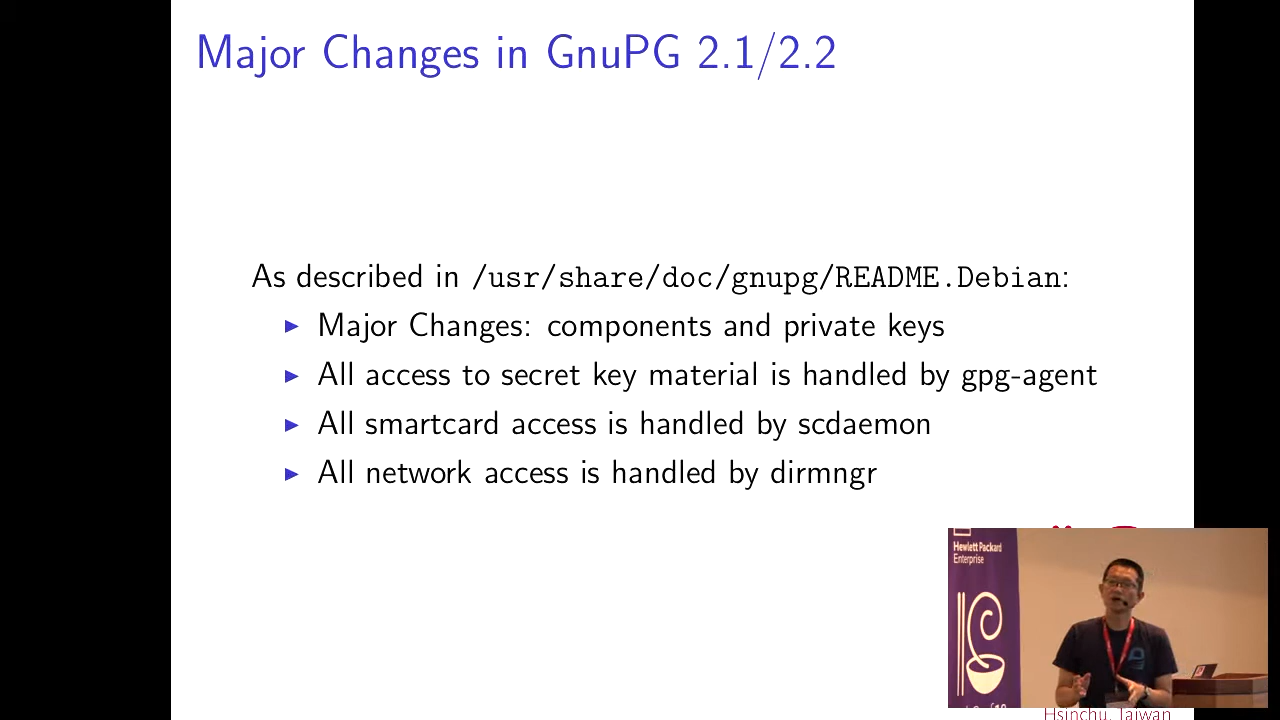 Major Changes in GnuPG 2.1/2.2
As described in /usr/share/doc/gnupg/README.Debian:
Major Changes: components and private keys
All access to secret key material is handled by gpg-agent
All smartcard access is handled by scdaemon
All network access is handled by dirmngr
Hewlett Packard
Enterprise
Hsinchu, Taiwan